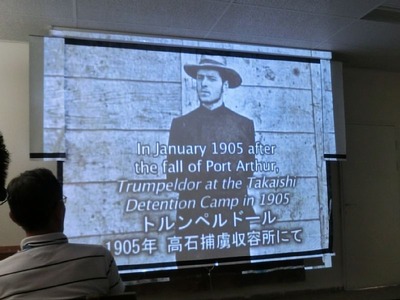 In January 1905 after
the fall of Port Arthur,
Trumpeldor at the Takaishi
Detention Camp in 1905
トルンペルドール
1905年 高石捕虜収容所にて